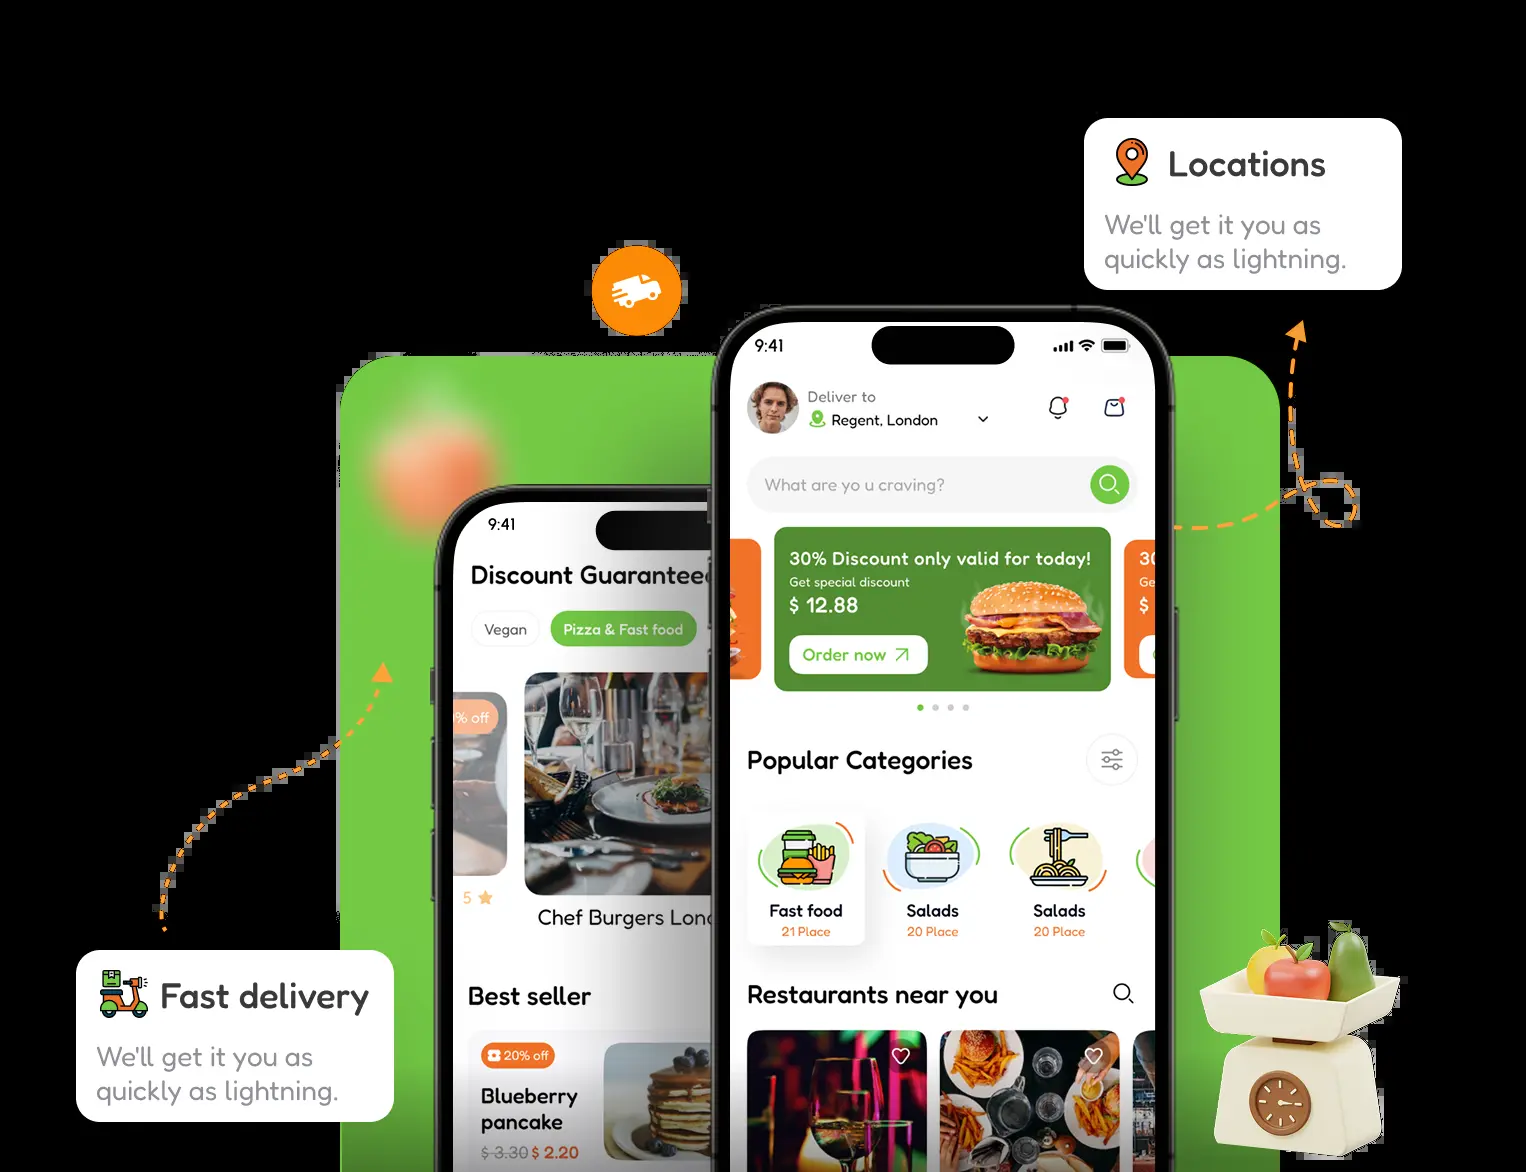 Locations
We'll get it you as
quickly as lightning.
9:41
Deliver to
Regent, London
What are yo u craving?
30% Discount only valid for today!
Get special discount
$ 12.88
Order now
30
Ge
$
Popular Categories
Fast food
21 Place
Salads
20 Place
Salads
20 Place
Restaurants near you
9:41
Discount Guarantee
Vegan
Pizza & Fast food
% off
5
Chef Burgers Lon
Best seller
20% off
Blueberry
pancake
$ 3.30 $ 2.20
Fast delivery
We'll get it you as
quickly as lightning.